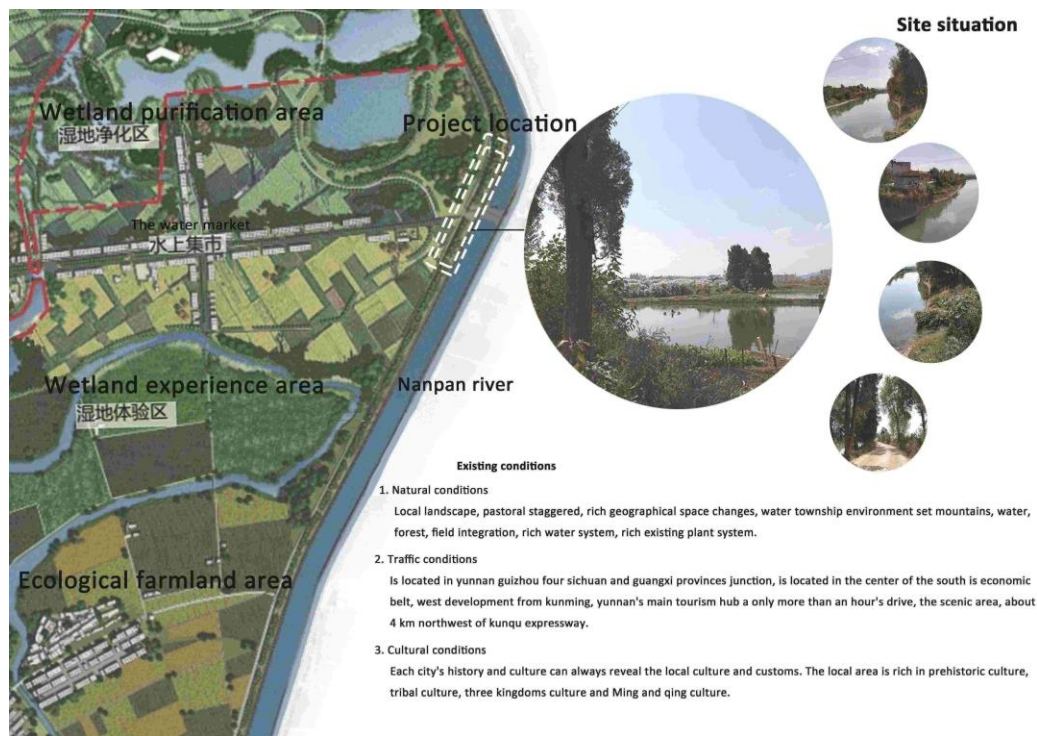 Site situation
Wetland purification area
湿地净化区
Project location
The water market
水上集市
Wetland experience area
湿地体验区
Nanpan river
Ecological farmland area
Existing conditions
1. Natural conditions
Local landscape, pastoral staggered, rich geographical space changes, water township environment set mountains, water,
forest, field integration, rich water system, rich existing plant system.
2. Traffic conditions
Is located in yunnan guizhou four sichuan and guangxi provinces junction, is located in the center of the south is economic
belt, west development from kunming, yunnan's main tourism hub a only more than an hour's drive, the scenic area, about
4 km northwest of kunqu expressway.
3. Cultural conditions
Each city's history and culture can always reveal the local culture and customs. The local area is rich in prehistoric culture,
tribal culture, three kingdoms culture and Ming and qing culture.